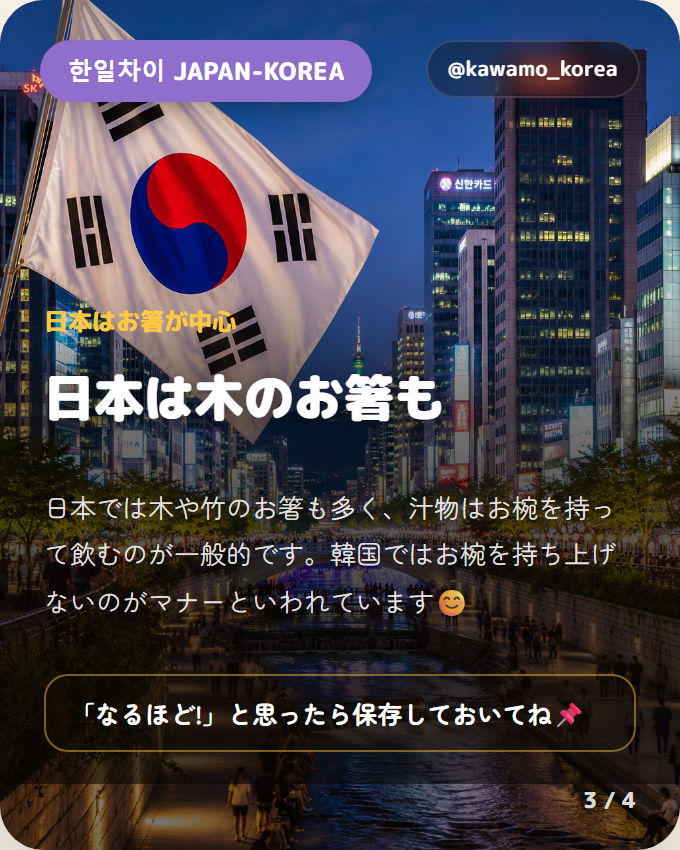 한일차이 JAPAN-KOREA
@kawamo_korea
SK
신한카드
日本はお箸が中心
日本は木のお箸も
日本では木や竹のお箸も多く、汁物はお椀を持っ
て飲むのが一般的です。韓国ではお椀を持ち上げ
ないのがマナーといわれています😊
「なるほど!」と思ったら保存しておいてね📌
3 / 4